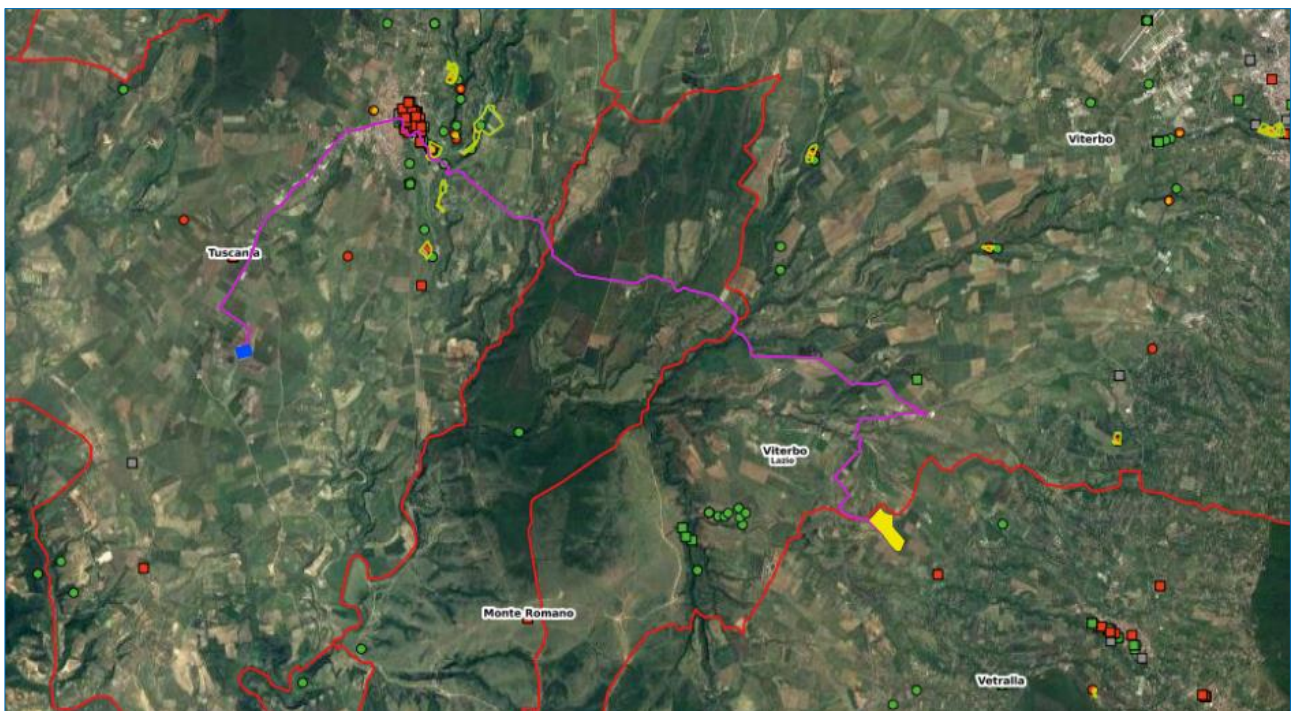 Viterbo
Tuscania
Viterbo
Lazio
Monte Romano
Vetralla